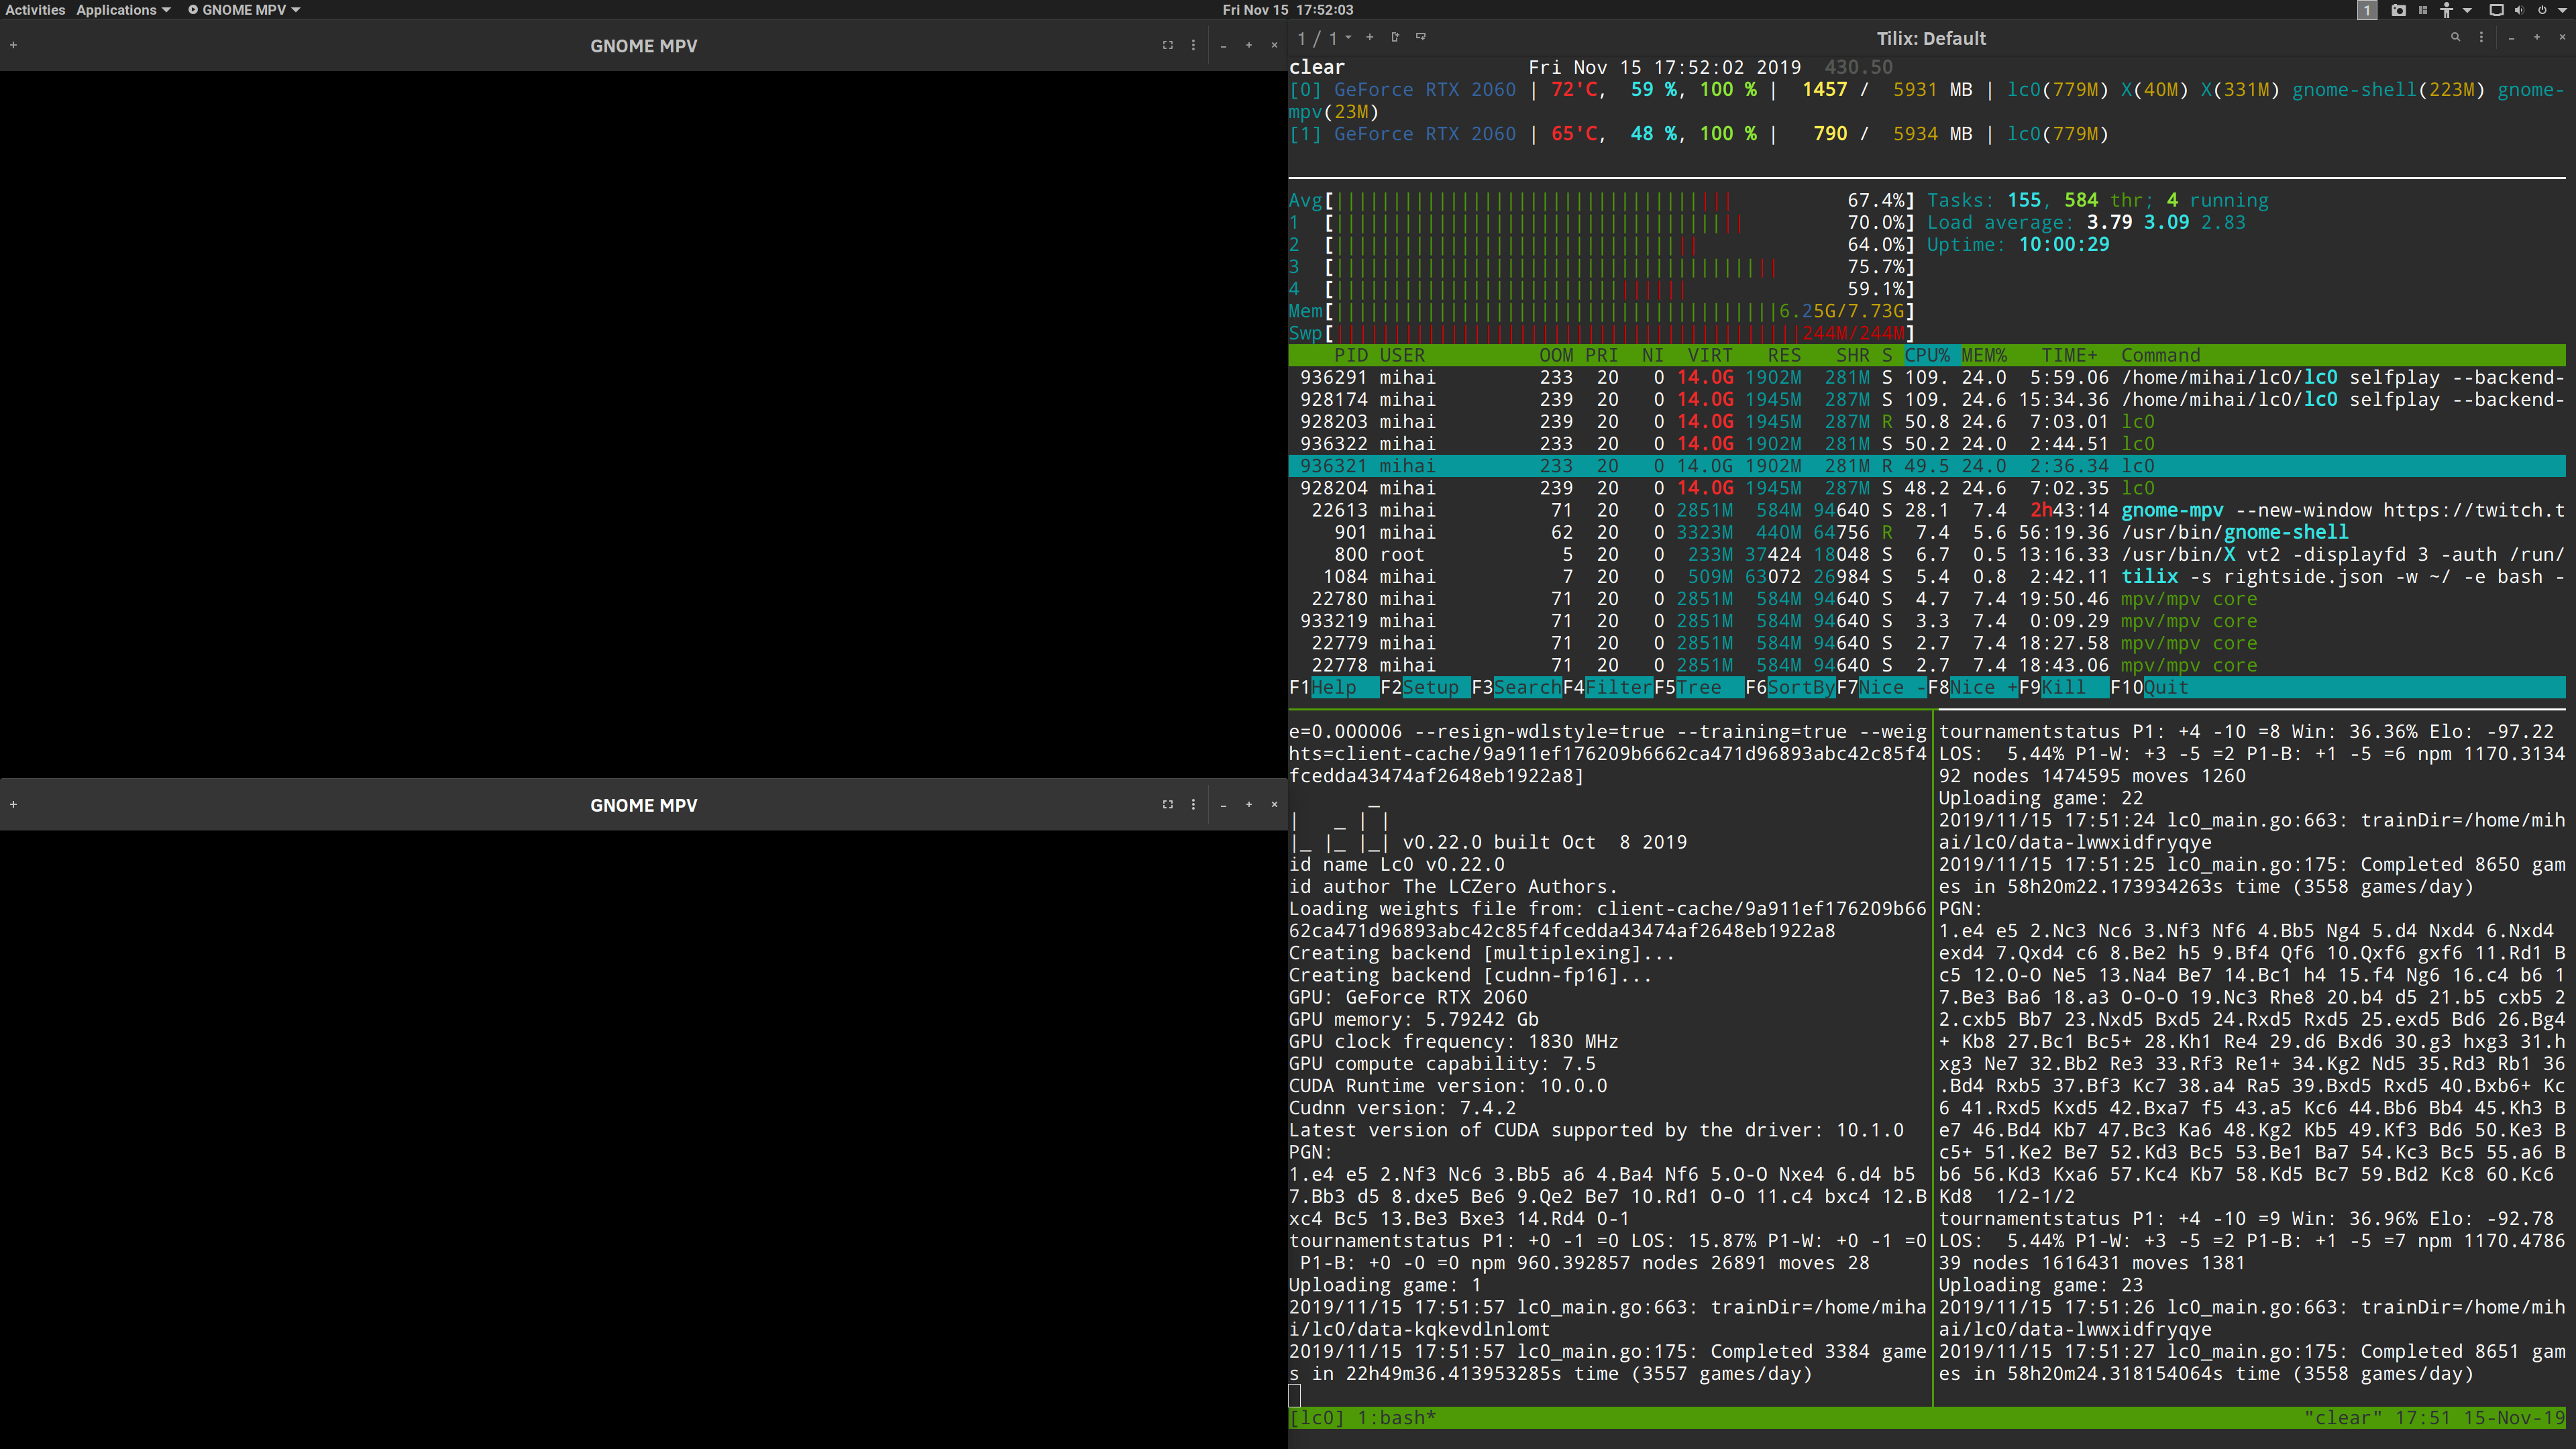 Activities Applications GNOME MPV Fri Nov 15 17:52:03 1
GNOME MPV
GNOME MPV
1 / 1 Tilix: Default
clear Fri Nov 15 17:52:02 2019 430.50
[0] GeForce RTX 2060 | 72'C, 59 %, 100 % | 1457 / 5931 MB | lc0(779M) X(40M) X(331M) gnome-shell(223M) gnome-
mpv(23M)
[1] GeForce RTX 2060 | 65'C, 48 %, 100 % | 790 / 5934 MB | lc0(779M)
Avg[ 67.4%] Tasks: 155, 584 thr; 4 running
1 [ 70.0%] Load average: 3.79 3.09 2.83
2 [ 64.0%] Uptime: 10:00:29
3 [ 75.7%]
4 [ 59.1%]
Mem[ 6.25G/7.73G]
Swp[ 244M/244M]
PID USER OOM PRI NI VIRT RES SHR S CPU% MEM% TIME+ Command
936291 mihai 233 20 0 14.0G 1902M 281M S 109. 24.0 5:59.06 /home/mihai/lc0/lc0 selfplay --backend-
928174 mihai 239 20 0 14.0G 1945M 287M S 109. 24.6 15:34.36 /home/mihai/lc0/lc0 selfplay --backend-
928203 mihai 239 20 0 14.0G 1945M 287M R 50.8 24.6 7:03.01 lc0
936322 mihai 233 20 0 14.0G 1902M 281M S 50.2 24.0 2:44.51 lc0
936321 mihai 233 20 0 14.0G 1902M 281M R 49.5 24.0 2:36.34 lc0
928204 mihai 239 20 0 14.0G 1945M 287M S 48.2 24.6 7:02.35 lc0
22613 mihai 71 20 0 2851M 584M 94640 S 28.1 7.4 2h43:14 gnome-mpv --new-window https://twitch.t
901 mihai 62 20 0 3323M 440M 64756 R 7.4 5.6 56:19.36 /usr/bin/gnome-shell
800 root 5 20 0 233M 37424 18048 S 6.7 0.5 13:16.33 /usr/bin/X vt2 -displayfd 3 -auth /run/
1084 mihai 7 20 0 509M 63072 26984 S 5.4 0.8 2:42.11 tilix -s rightside.json -w ~/ -e bash -
22780 mihai 71 20 0 2851M 584M 94640 S 4.7 7.4 19:50.46 mpv/mpv core
933219 mihai 71 20 0 2851M 584M 94640 S 3.3 7.4 0:09.29 mpv/mpv core
22779 mihai 71 20 0 2851M 584M 94640 S 2.7 7.4 18:27.58 mpv/mpv core
22778 mihai 71 20 0 2851M 584M 94640 S 2.7 7.4 18:43.06 mpv/mpv core
F1Help F2Setup F3SearchF4FilterF5Tree F6SortByF7Nice -F8Nice +F9Kill F10Quit
e=0.000006 --resign-wdlstyle=true --training=true --weig
hts=client-cache/9a911ef176209b6662ca471d96893abc42c85f4
fcedda43474af2648eb1922a8]
_
| _ | |
|_ |_ |_| v0.22.0 built Oct 8 2019
id name Lc0 v0.22.0
id author The LCZero Authors.
Loading weights file from: client-cache/9a911ef176209b66
62ca471d96893abc42c85f4fcedda43474af2648eb1922a8
Creating backend [multiplexing]...
Creating backend [cudnn-fp16]...
GPU: GeForce RTX 2060
GPU memory: 5.79242 Gb
GPU clock frequency: 1830 MHz
GPU compute capability: 7.5
CUDA Runtime version: 10.0.0
Cudnn version: 7.4.2
Latest version of CUDA supported by the driver: 10.1.0
PGN:
1.e4 e5 2.Nf3 Nc6 3.Bb5 a6 4.Ba4 Nf6 5.O-O Nxe4 6.d4 b5
7.Bb3 d5 8.dxe5 Be6 9.Qe2 Be7 10.Rd1 O-O 11.c4 bxc4 12.B
xc4 Bc5 13.Be3 Bxe3 14.Rd4 0-1
tournamentstatus P1: +0 -1 =0 LOS: 15.87% P1-W: +0 -1 =0
P1-B: +0 -0 =0 npm 960.392857 nodes 26891 moves 28
Uploading game: 1
2019/11/15 17:51:57 lc0_main.go:663: trainDir=/home/miha
i/lc0/data-kqkevdlnlomt
2019/11/15 17:51:57 lc0_main.go:175: Completed 3384 game
s in 22h49m36.413953285s time (3557 games/day)
tournamentstatus P1: +4 -10 =8 Win: 36.36% Elo: -97.22
LOS: 5.44% P1-W: +3 -5 =2 P1-B: +1 -5 =6 npm 1170.3134
92 nodes 1474595 moves 1260
Uploading game: 22
2019/11/15 17:51:24 lc0_main.go:663: trainDir=/home/mih
ai/lc0/data-lwwxidfryqye
2019/11/15 17:51:25 lc0_main.go:175: Completed 8650 gam
es in 58h20m22.173934263s time (3558 games/day)
PGN:
1.e4 e5 2.Nc3 Nc6 3.Nf3 Nf6 4.Bb5 Ng4 5.d4 Nxd4 6.Nxd4
exd4 7.Qxd4 c6 8.Be2 h5 9.Bf4 Qf6 10.Qxf6 gxf6 11.Rd1 B
c5 12.O-O Ne5 13.Na4 Be7 14.Bc1 h4 15.f4 Ng6 16.c4 b6 1
7.Be3 Ba6 18.a3 O-O-O 19.Nc3 Rhe8 20.b4 d5 21.b5 cxb5 2
2.cxb5 Bb7 23.Nxd5 Bxd5 24.Rxd5 Rxd5 25.exd5 Bd6 26.Bg4
+ Kb8 27.Bc1 Bc5+ 28.Kh1 Re4 29.d6 Bxd6 30.g3 hxg3 31.h
xg3 Ne7 32.Bb2 Re3 33.Rf3 Re1+ 34.Kg2 Nd5 35.Rd3 Rb1 36
.Bd4 Rxb5 37.Bf3 Kc7 38.a4 Ra5 39.Bxd5 Rxd5 40.Bxb6+ Kc
6 41.Rxd5 Kxd5 42.Bxa7 f5 43.a5 Kc6 44.Bb6 Bb4 45.Kh3 B
e7 46.Bd4 Kb7 47.Bc3 Ka6 48.Kg2 Kb5 49.Kf3 Bd6 50.Ke3 B
c5+ 51.Ke2 Be7 52.Kd3 Bc5 53.Be1 Ba7 54.Kc3 Bc5 55.a6 B
b6 56.Kd3 Kxa6 57.Kc4 Kb7 58.Kd5 Bc7 59.Bd2 Kc8 60.Kc6
Kd8 1/2-1/2
tournamentstatus P1: +4 -10 =9 Win: 36.96% Elo: -92.78
LOS: 5.44% P1-W: +3 -5 =2 P1-B: +1 -5 =7 npm 1170.4786
39 nodes 1616431 moves 1381
Uploading game: 23
2019/11/15 17:51:26 lc0_main.go:663: trainDir=/home/mih
ai/lc0/data-lwwxidfryqye
2019/11/15 17:51:27 lc0_main.go:175: Completed 8651 gam
es in 58h20m24.318154064s time (3558 games/day)
[lc0] 1:bash* "clear" 17:51 15-Nov-19